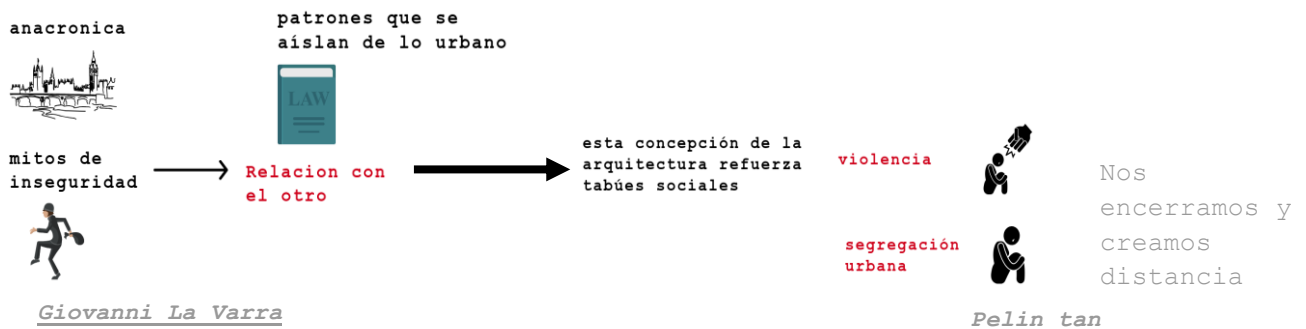 anacronica
patrones que se
aíslan de lo urbano
LAW
mitos de
inseguridad
Relacion con
el otro
esta concepción de la
arquitectura refuerza
tabúes sociales
violencia
segregación
urbana
Nos
encerramos y
creamos
distancia
Giovanni La Varra
Pelin tan